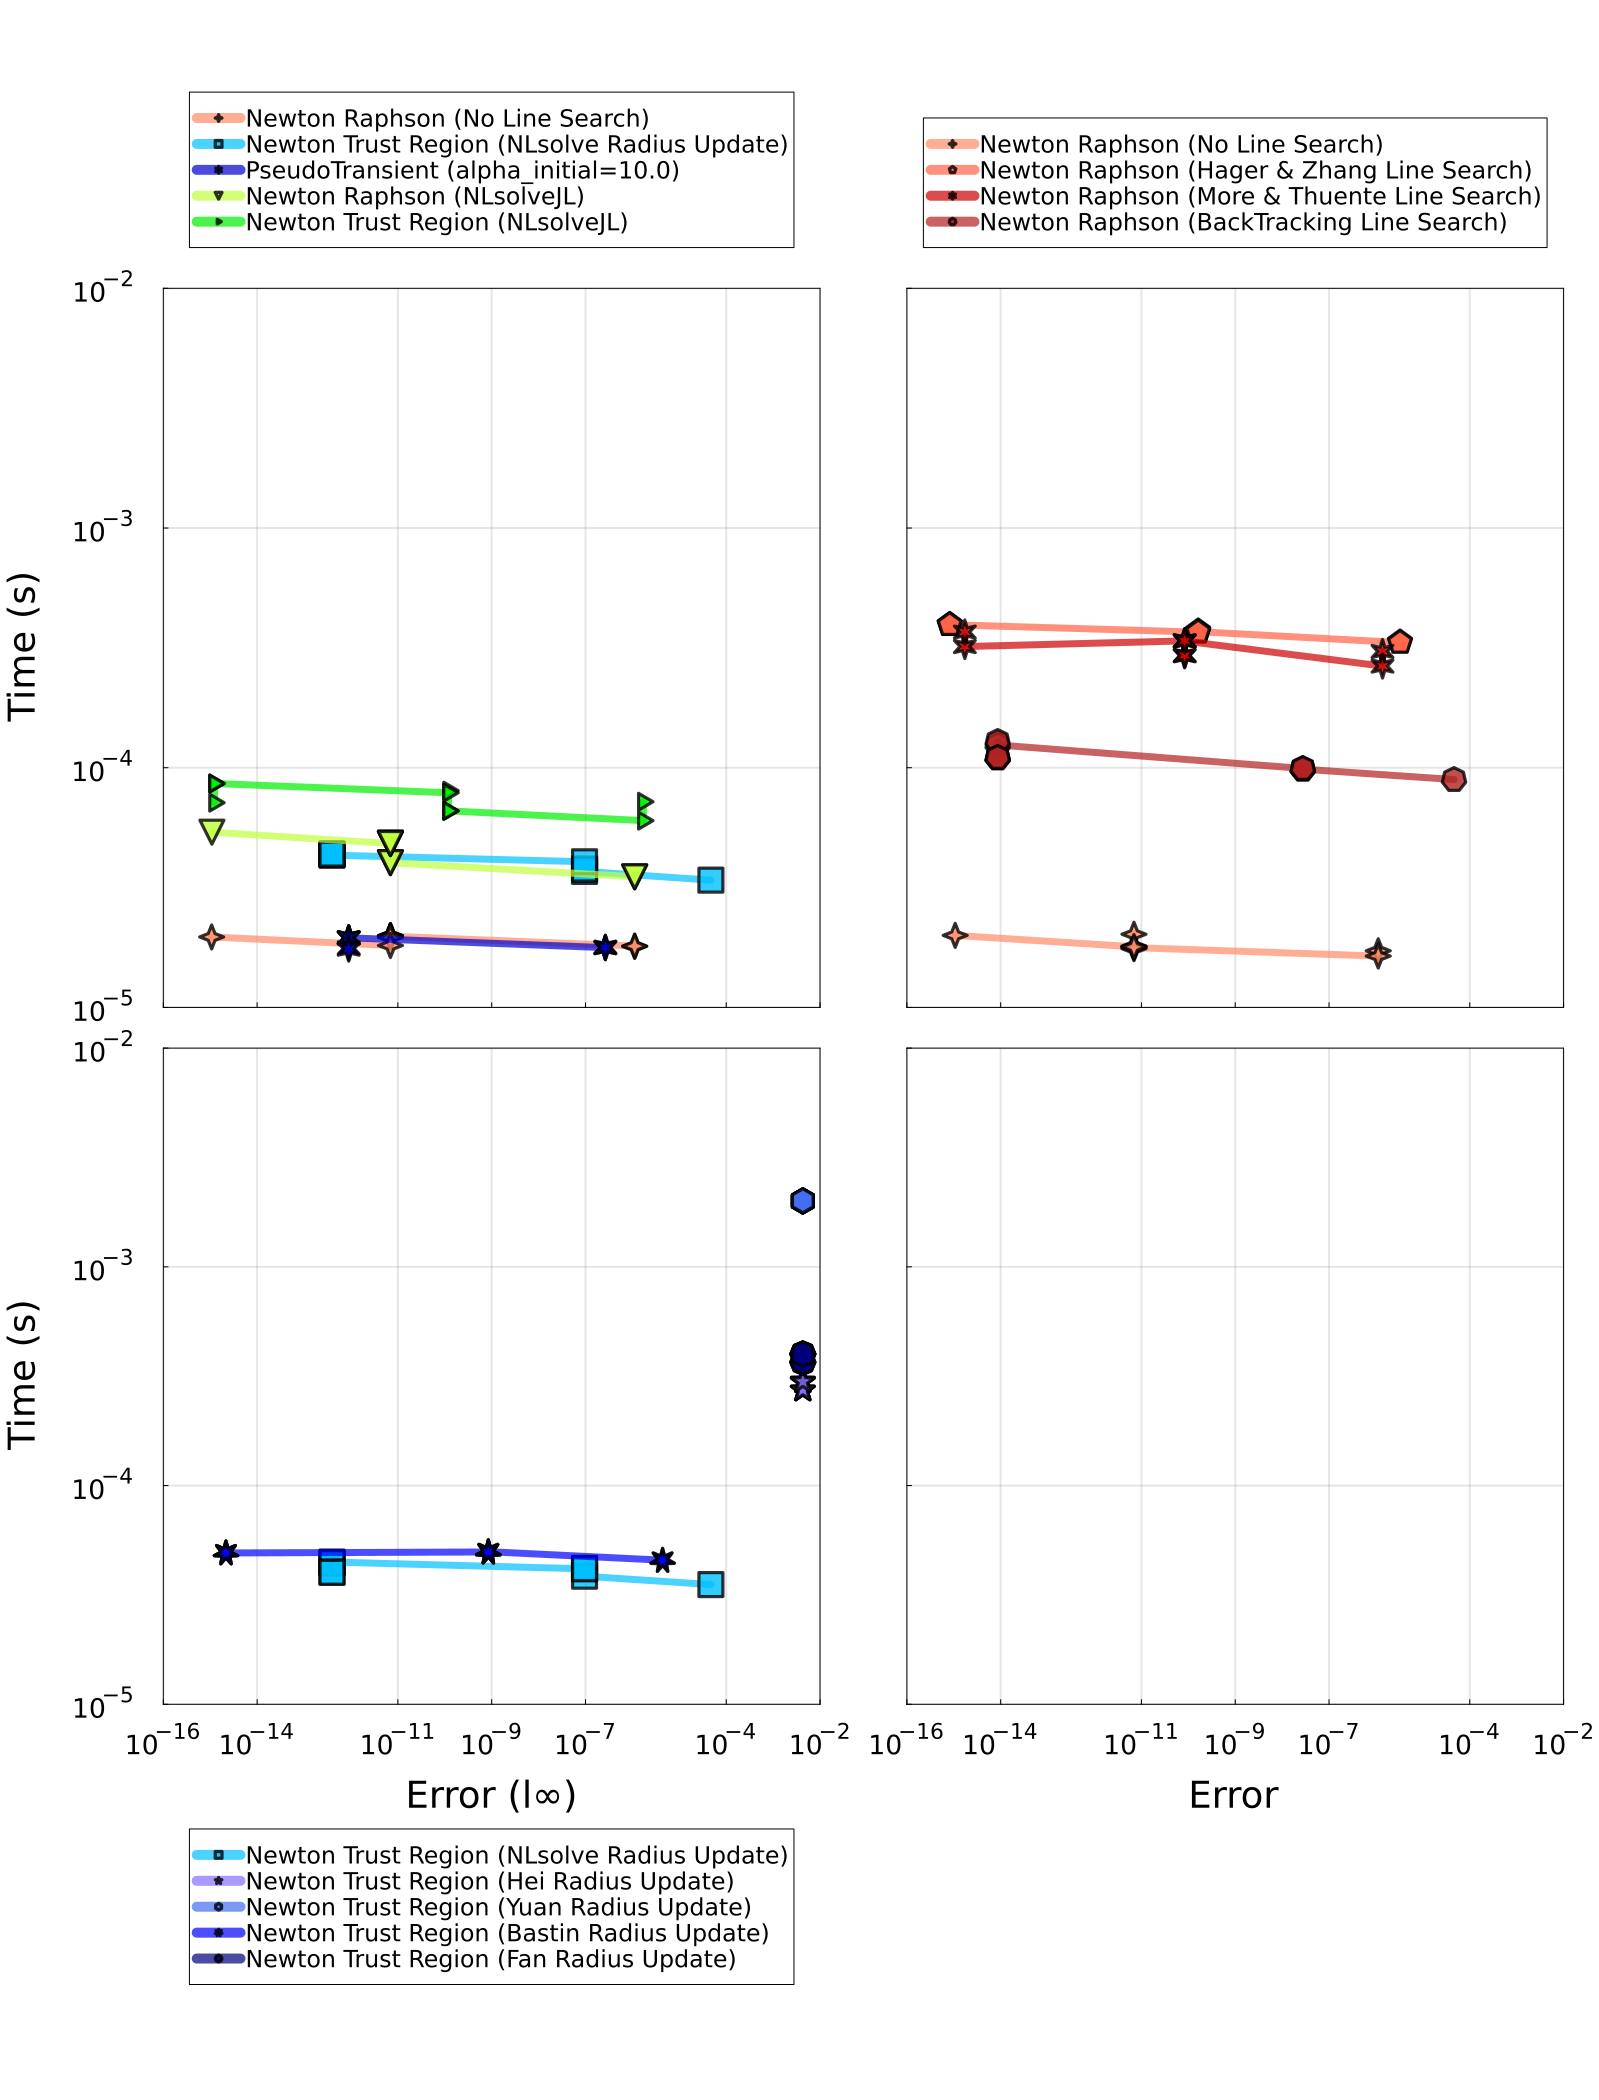 Newton Raphson (No Line Search)
Newton Trust Region (NLsolve Radius Update)
PseudoTransient (alpha_initial=10.0)
Newton Raphson (NLsolveJL)
Newton Trust Region (NLsolveJL)
Newton Raphson (No Line Search)
Newton Raphson (Hager & Zhang Line Search)
Newton Raphson (More & Thuente Line Search)
Newton Raphson (BackTracking Line Search)
10⁻²
10⁻³
10⁻⁴
10⁻⁵
Time (s)
10⁻²
10⁻³
10⁻⁴
10⁻⁵
Time (s)
10⁻¹⁶ 10⁻¹⁴ 10⁻¹¹ 10⁻⁹ 10⁻⁷ 10⁻⁴ 10⁻²
Error (l∞)
10⁻¹⁶ 10⁻¹⁴ 10⁻¹¹ 10⁻⁹ 10⁻⁷ 10⁻⁴ 10⁻²
Error
Newton Trust Region (NLsolve Radius Update)
Newton Trust Region (Hei Radius Update)
Newton Trust Region (Yuan Radius Update)
Newton Trust Region (Bastin Radius Update)
Newton Trust Region (Fan Radius Update)